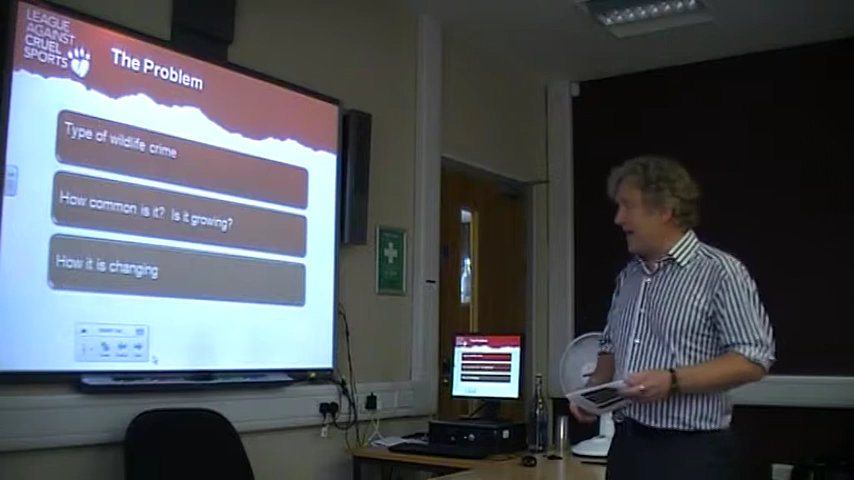 LEAGUE
AGAINST
CRUEL
SPORTS
The Problem
Type of wildlife crime
How common is it? Is it growing?
How it is changing